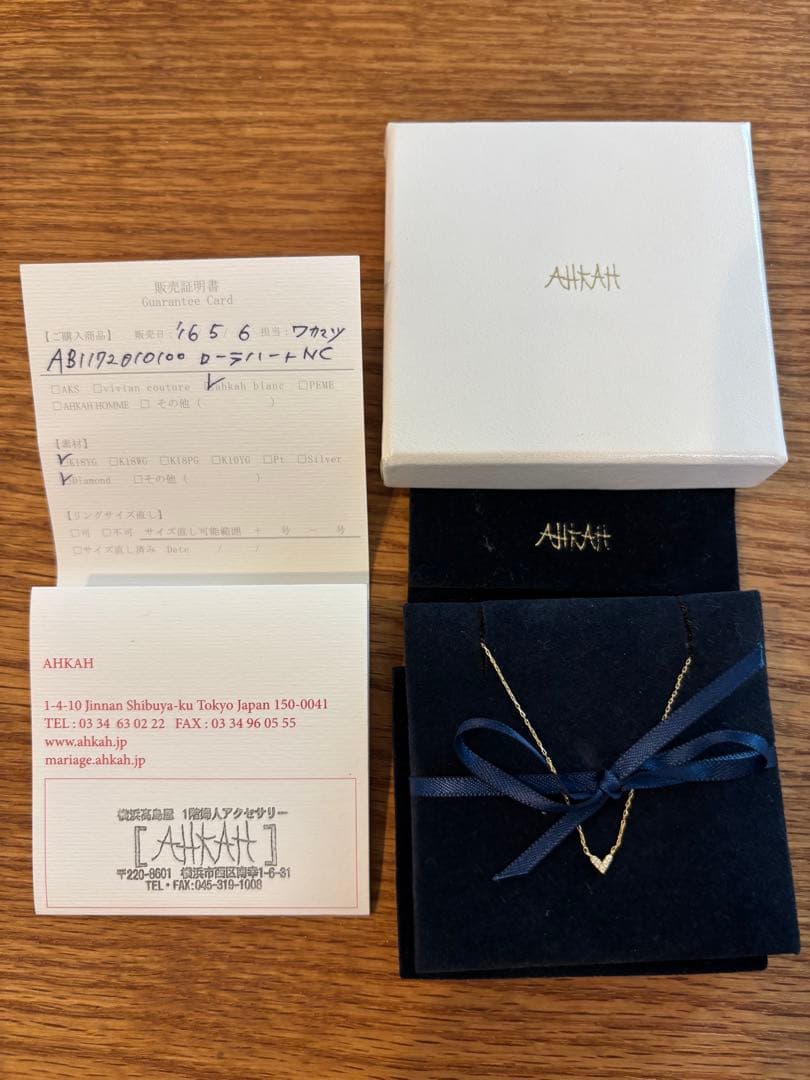 販売証明書
Guarantee Card
【ご購入商品】 販売日:'16 5/6 担当:ワカマツ
AB1172010100 ローラハートNC
□AKS □vivian couture ☑ahkah blanc □PEME
□AHKAH HOMME □その他( )
【素材】
☑K18YG □K18WG □K18PG □K10YG □Pt □Silver
☑Diamond □その他( )
【リングサイズ直し】
□可 □不可 サイズ直し可能範囲 + 号 - 号
□サイズ直し済み Date / /
AHKAH
1-4-10 Jinnan Shibuya-ku Tokyo Japan 150-0041
TEL : 03 34 63 02 22 FAX : 03 34 96 05 55
www.ahkah.jp
mariage.ahkah.jp
横浜高島屋 1階婦人アクセサリー
[AHKAH]
〒220-8601 横浜市西区南幸1-6-31
TEL・FAX:045-319-1008
AHKAH
AHKAH